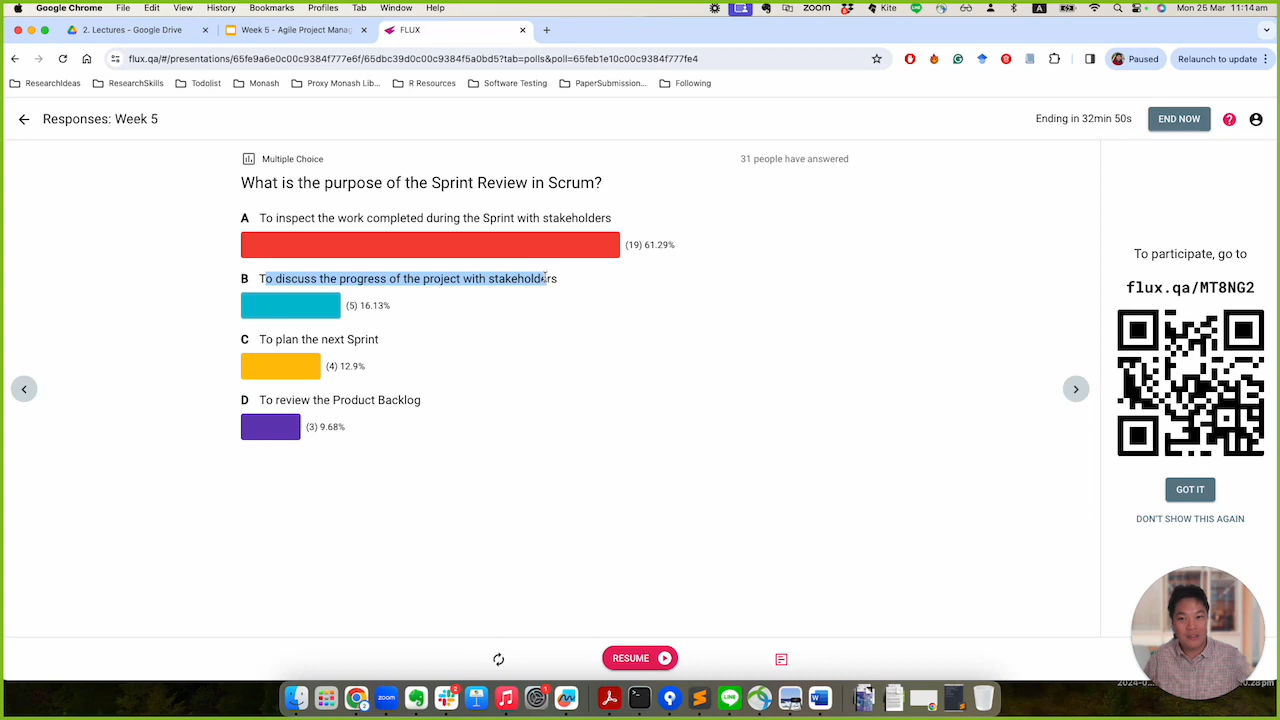 Google Chrome File Edit View History Bookmarks Profiles Tab Window Help zoom Kite A Mon 25 Mar 11:14 am
2. Lectures - Google Drive Week 5 - Agile Project Manag FLUX
flux.qa/#/presentations/65fe9a6e0c00c9384f777e6f/65dbc39d0c00c9384f5a0bd5?tab=polls&poll=65feb1e10c00c9384f777fe4 Paused Relaunch to update
ResearchIdeas ResearchSkills Todolist Monash Proxy Monash Lib... R Resources Software Testing PaperSubmission... Following
Responses: Week 5 Ending in 32min 50s END NOW
Multiple Choice 31 people have answered
What is the purpose of the Sprint Review in Scrum?
A To inspect the work completed during the Sprint with stakeholders
(19) 61.29%
B To discuss the progress of the project with stakeholders
(5) 16.13%
C To plan the next Sprint
(4) 12.9%
D To review the Product Backlog
(3) 9.68%
To participate, go to
flux.qa/MT8NG2
GOT IT
DON'T SHOW THIS AGAIN
RESUME
zoom